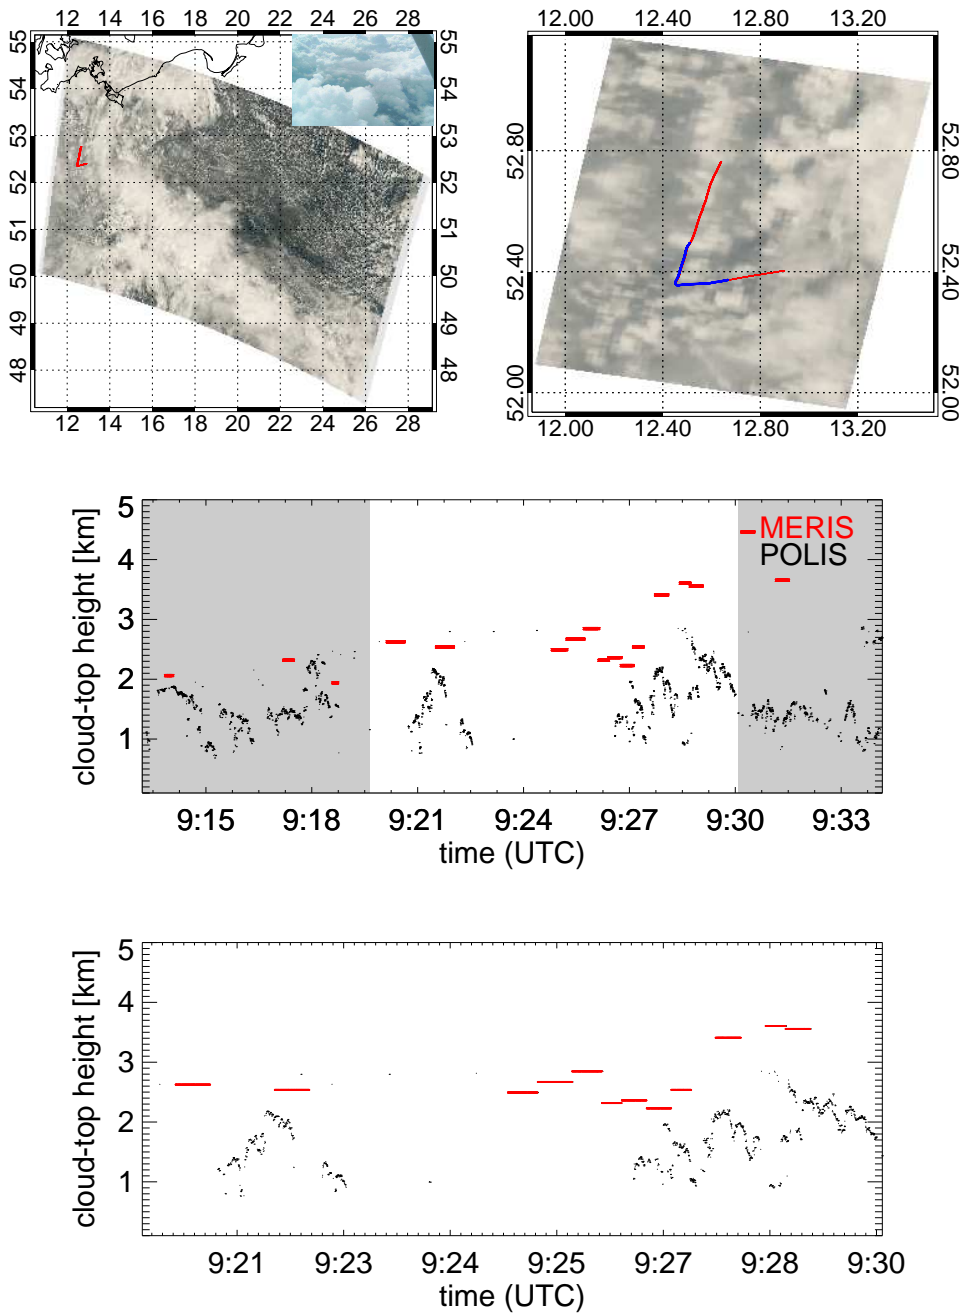 12 14 16 18 20 22 24 26 28
55 54 53 52 51 50 49 48
55 54 53 52 51 50 49 48
12 14 16 18 20 22 24 26 28
12.00 12.40 12.80 13.20
52.80 52.40 52.00
52.80 52.40 52.00
12.00 12.40 12.80 13.20
cloud-top height [km]
5
4
3
2
1
MERIS
POLIS
9:15 9:18 9:21 9:24 9:27 9:30 9:33
time (UTC)
cloud-top height [km]
5
4
3
2
1
9:21 9:23 9:24 9:25 9:27 9:28 9:30
time (UTC)